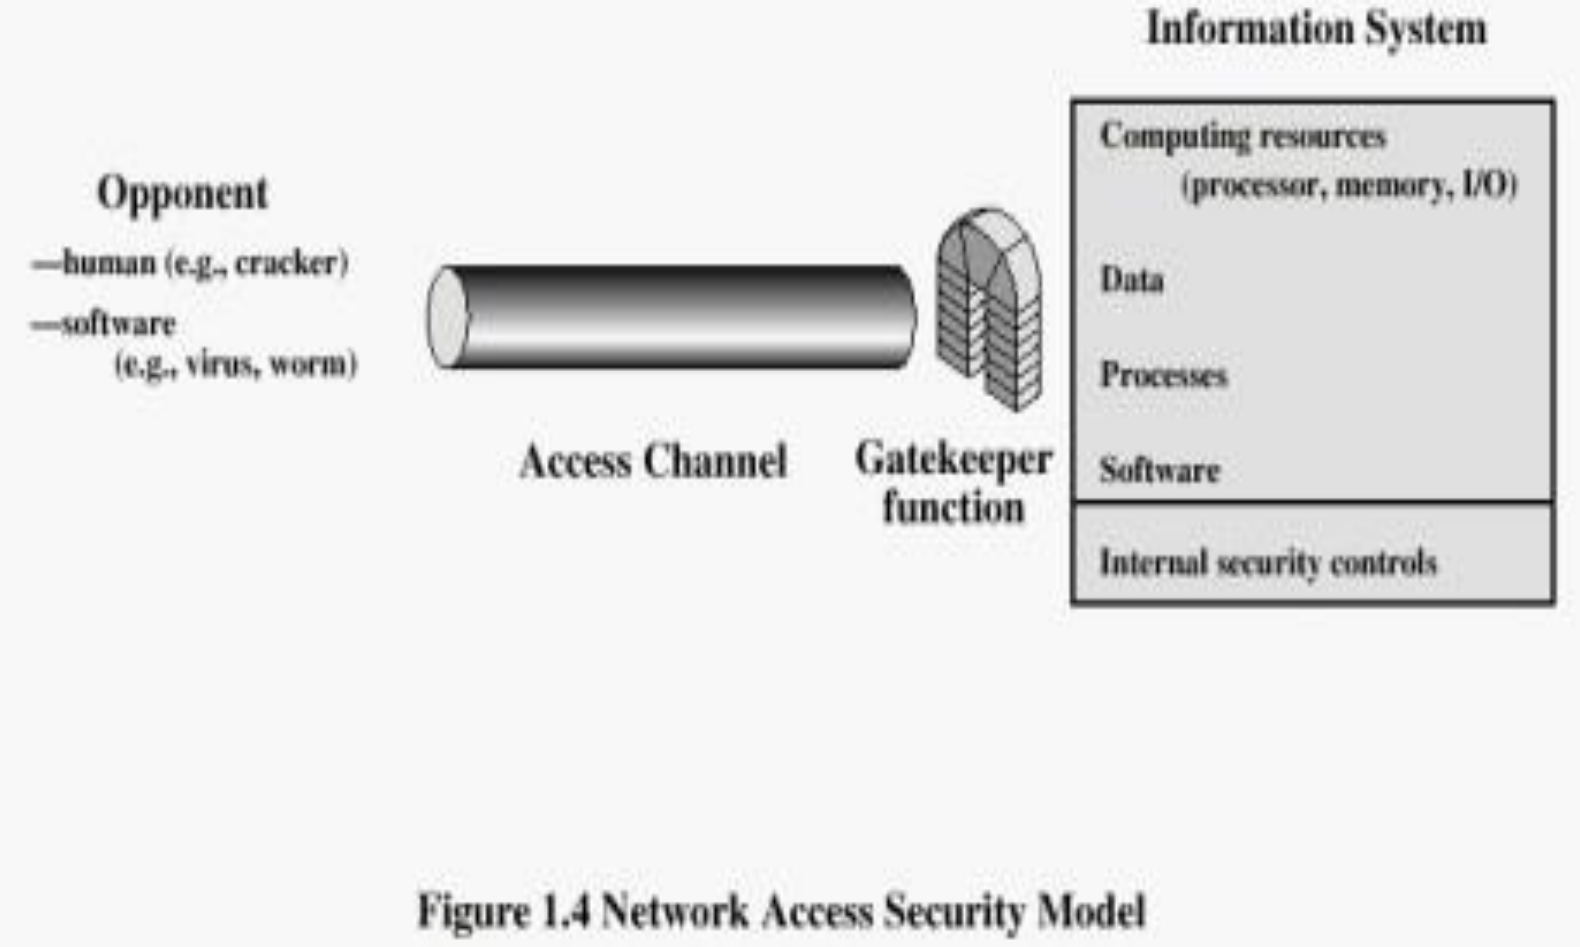 Information System
Opponent
—human (e.g., cracker)
—software
(e.g., virus, worm)
Access Channel
Gatekeeper
function
Computing resources
(processor, memory, I/O)
Data
Processes
Software
Internal security controls
Figure 1.4 Network Access Security Model